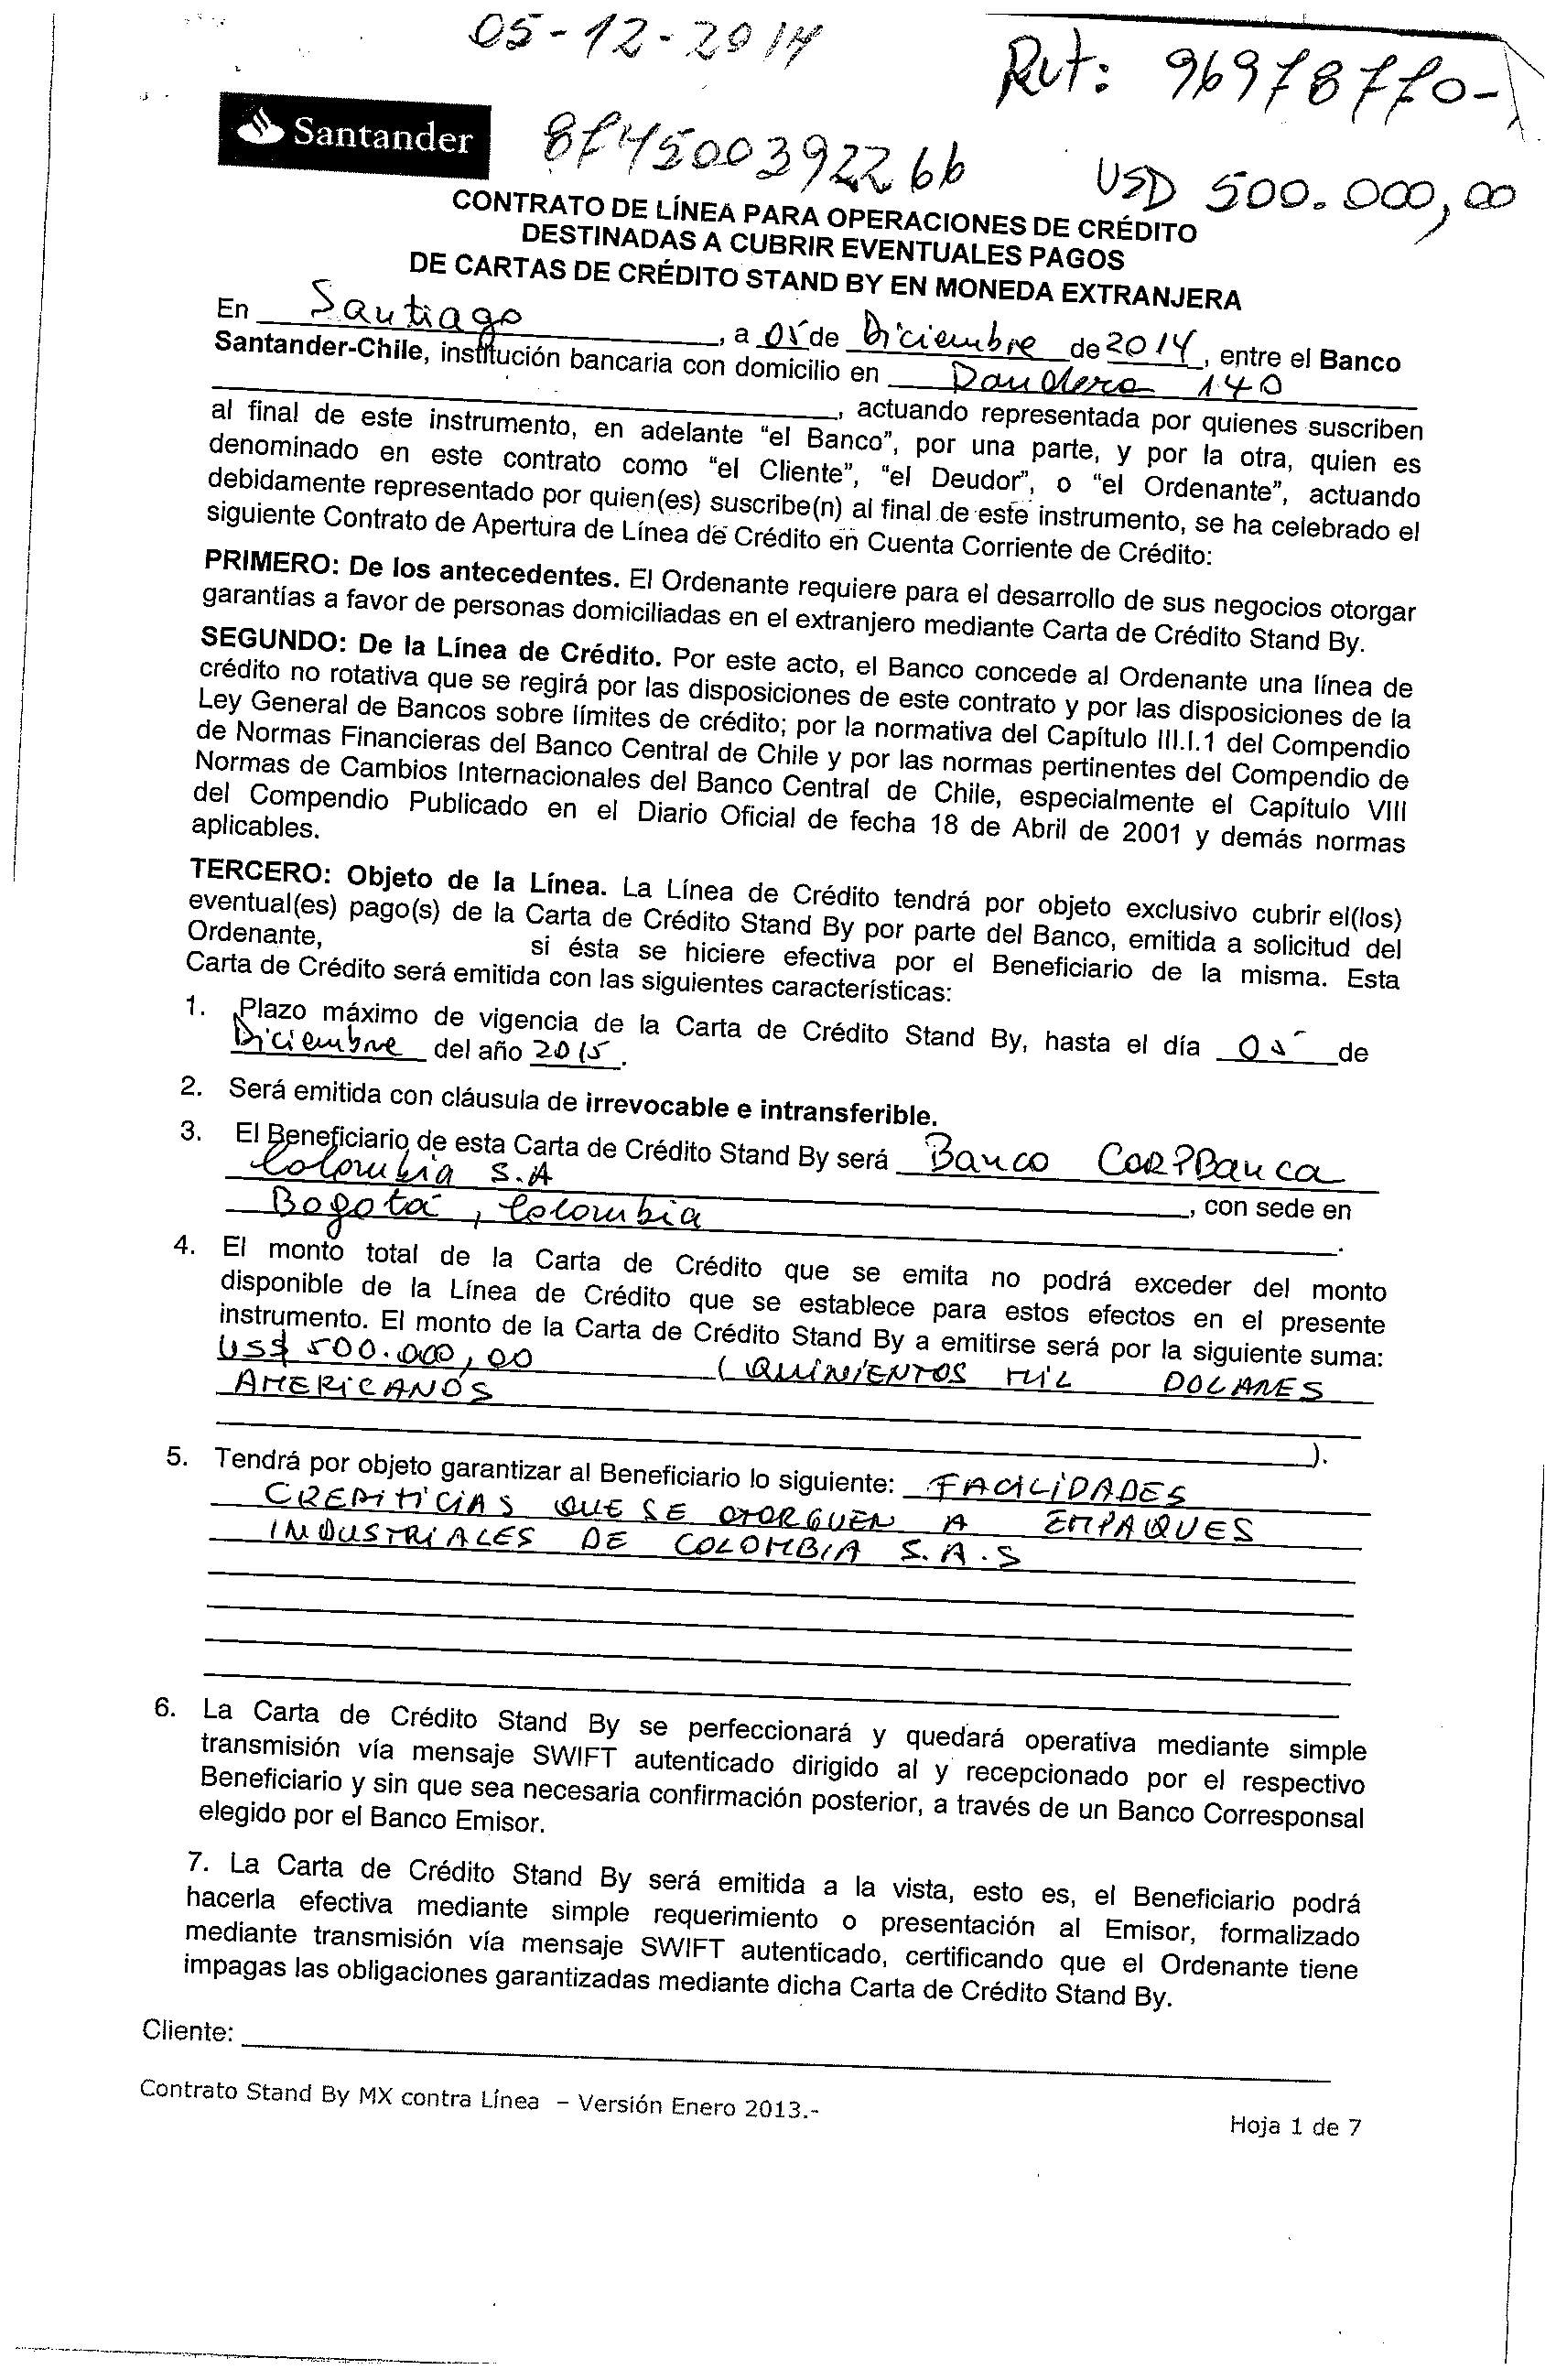 05-12-2014
Rut: 96978770-
Santander
87450039226 6
USD 500.000,00
CONTRATO DE LÍNEA PARA OPERACIONES DE CRÉDITO
DESTINADAS A CUBRIR EVENTUALES PAGOS
DE CARTAS DE CRÉDITO STAND BY EN MONEDA EXTRANJERA
En Santiago, a 05 de Diciembre de 2014, entre el Banco
Santander-Chile, institución bancaria con domicilio en Bandera 140
, actuando representada por quienes suscriben
al final de este instrumento, en adelante “el Banco”, por una parte, y por la otra, quien es
denominado en este contrato como “el Cliente”, “el Deudor”, o “el Ordenante”, actuando
debidamente representado por quien(es) suscribe(n) al final de este instrumento, se ha celebrado el
siguiente Contrato de Apertura de Línea de Crédito en Cuenta Corriente de Crédito:
PRIMERO: De los antecedentes. El Ordenante requiere para el desarrollo de sus negocios otorgar
garantías a favor de personas domiciliadas en el extranjero mediante Carta de Crédito Stand By.
SEGUNDO: De la Línea de Crédito. Por este acto, el Banco concede al Ordenante una línea de
crédito no rotativa que se regirá por las disposiciones de este contrato y por las disposiciones de la
Ley General de Bancos sobre límites de crédito; por la normativa del Capítulo III.I.1 del Compendio
de Normas Financieras del Banco Central de Chile y por las normas pertinentes del Compendio de
Normas de Cambios Internacionales del Banco Central de Chile, especialmente el Capítulo VIII
del Compendio Publicado en el Diario Oficial de fecha 18 de Abril de 2001 y demás normas
aplicables.
TERCERO: Objeto de la Línea. La Línea de Crédito tendrá por objeto exclusivo cubrir el(los)
eventual(es) pago(s) de la Carta de Crédito Stand By por parte del Banco, emitida a solicitud del
Ordenante, si ésta se hiciere efectiva por el Beneficiario de la misma. Esta
Carta de Crédito será emitida con las siguientes características:
1. Plazo máximo de vigencia de la Carta de Crédito Stand By, hasta el día 05 de
Diciembre del año 2015.
2. Será emitida con cláusula de irrevocable e intransferible.
3. El Beneficiario de esta Carta de Crédito Stand By será Banco CORPBanca
Colombia S.A, con sede en
Bogotá, Colombia.
4. El monto total de la Carta de Crédito que se emita no podrá exceder del monto
disponible de la Línea de Crédito que se establece para estos efectos en el presente
instrumento. El monto de la Carta de Crédito Stand By a emitirse será por la siguiente suma:
US$ 500.000,00 (QUINIENTOS MIL DOLARES
AMERICANOS
).
5. Tendrá por objeto garantizar al Beneficiario lo siguiente: FACILIDADES
CREDITICIAS QUE SE OTORGUEN A EMPAQUES
INDUSTRIALES DE COLOMBIA S.A.S
6. La Carta de Crédito Stand By se perfeccionará y quedará operativa mediante simple
transmisión vía mensaje SWIFT autenticado dirigido al y recepcionado por el respectivo
Beneficiario y sin que sea necesaria confirmación posterior, a través de un Banco Corresponsal
elegido por el Banco Emisor.
7. La Carta de Crédito Stand By será emitida a la vista, esto es, el Beneficiario podrá
hacerla efectiva mediante simple requerimiento o presentación al Emisor, formalizado
mediante transmisión vía mensaje SWIFT autenticado, certificando que el Ordenante tiene
impagas las obligaciones garantizadas mediante dicha Carta de Crédito Stand By.
Cliente:
Contrato Stand By MX contra Línea – Versión Enero 2013.-
Hoja 1 de 7